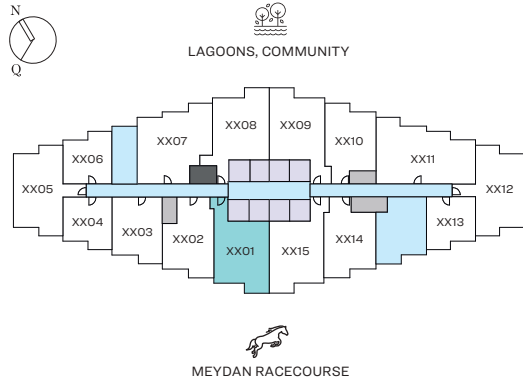 N
Q
LAGOONS, COMMUNITY
XX08 XX09
XX07 XX10
XX06 XX11
XX05 XX12
XX04 XX03 XX02 XX01 XX15 XX14 XX13
MEYDAN RACECOURSE